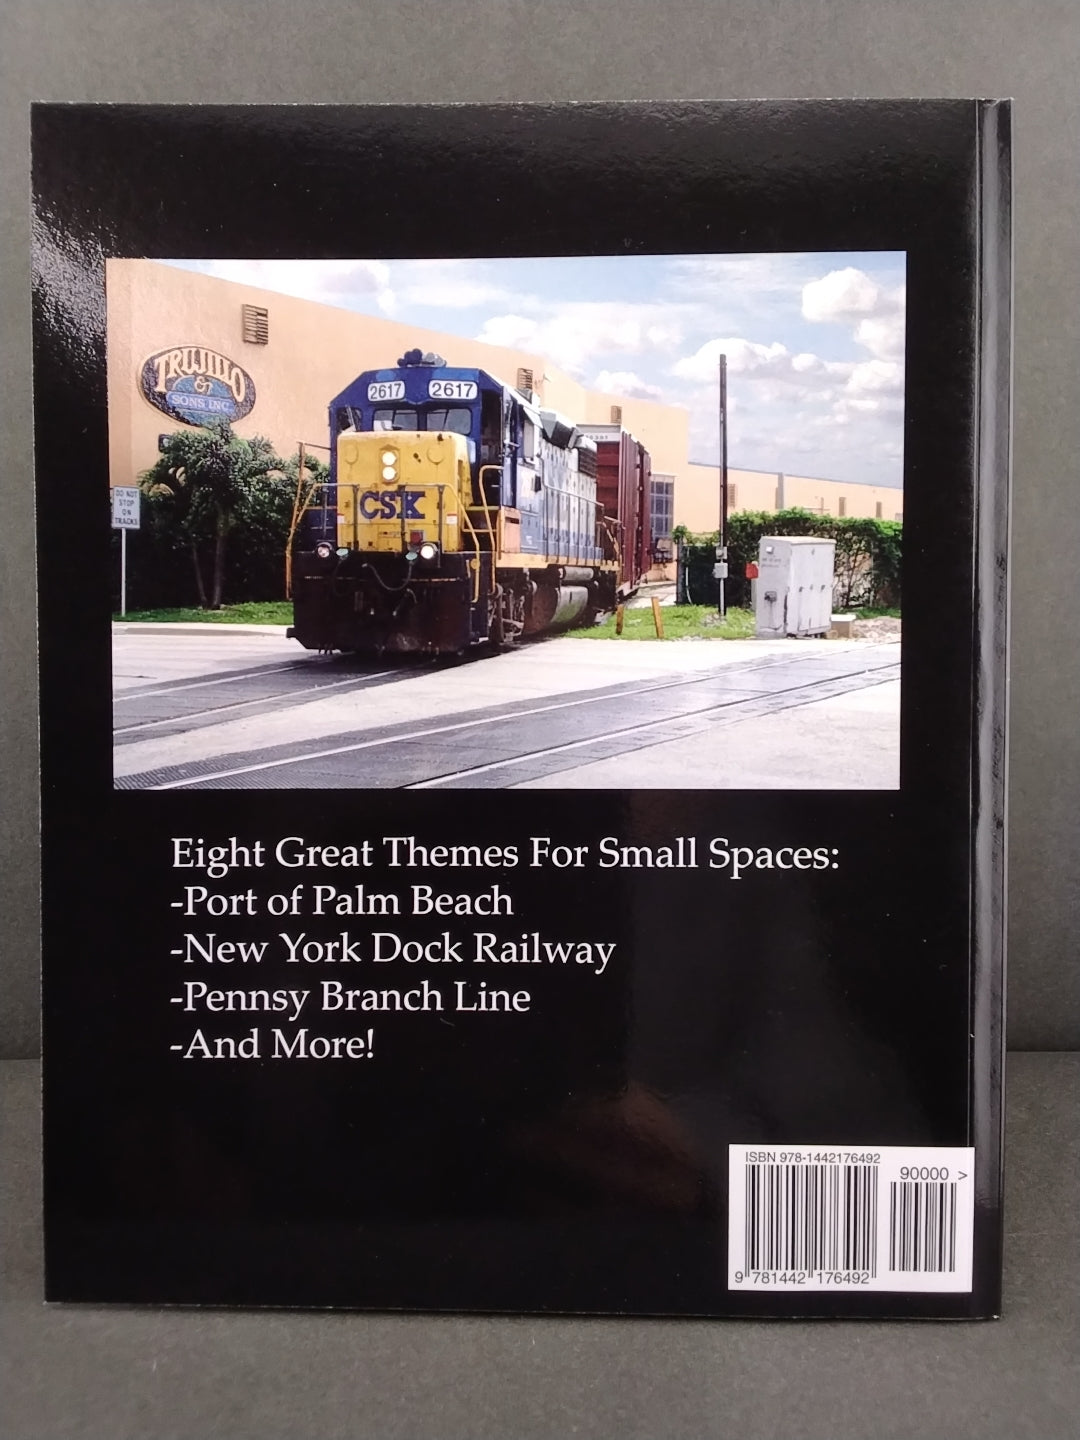 TRUJILLO
&
SONS INC.
2617 2617
DO NOT
STOP
ON
TRACKS
CSX
Eight Great Themes For Small Spaces:
-Port of Palm Beach
-New York Dock Railway
-Pennsy Branch Line
-And More!
ISBN 978-1442176492
90000 >
9 781442 176492